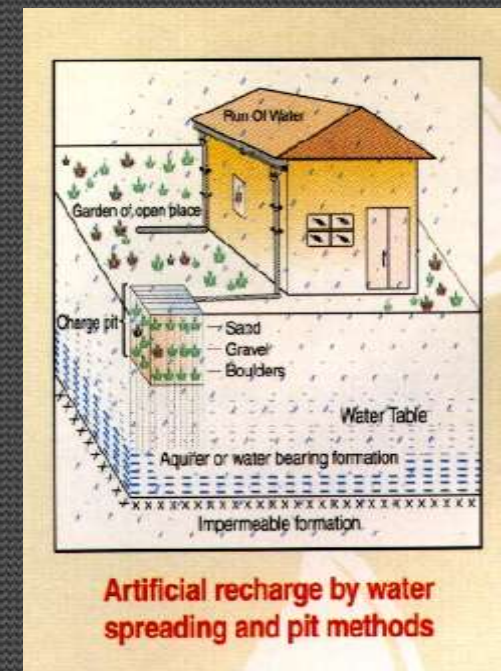 Run Of Water
Garden of open place
Charge pit
Sand
Gravel
Boulders
Water Table
Aquifer or water bearing formation
Impermeable formation.
Artificial recharge by water
spreading and pit methods